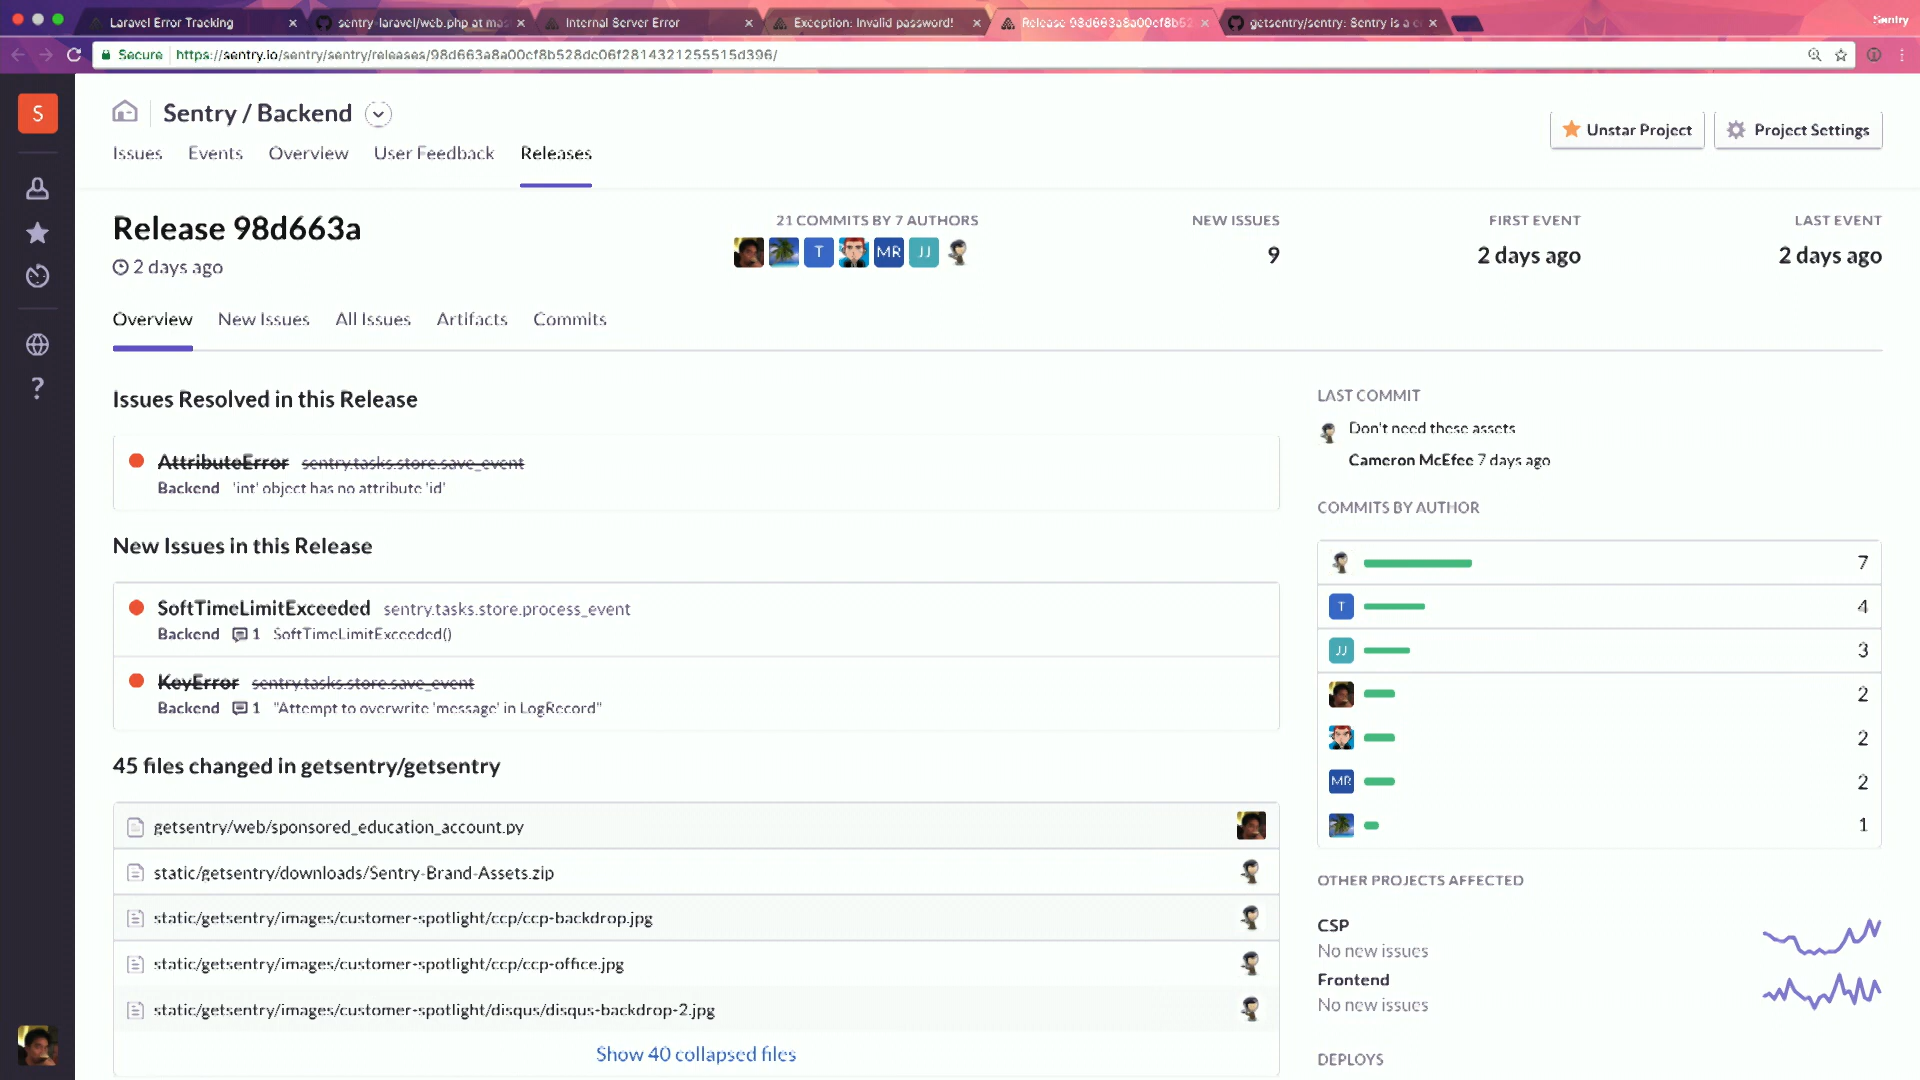 Laravel Error Tracking
sentry-laravel/web.php at mas
Internal Server Error
Exception: Invalid password!
Release 98d663a8a00cf8b52
getsentry/sentry: Sentry is a c
Sentry
Secure
https://sentry.io/sentry/sentry/releases/98d663a8a00cf8b528dc06f2814321255515d396/
S
Sentry / Backend
Unstar Project
Project Settings
Issues
Events
Overview
User Feedback
Releases
Release 98d663a
2 days ago
21 COMMITS BY 7 AUTHORS
T
MR
JJ
NEW ISSUES
9
FIRST EVENT
2 days ago
LAST EVENT
2 days ago
Overview
New Issues
All Issues
Artifacts
Commits
Issues Resolved in this Release
AttributeError sentry.tasks.store.save_event
Backend 'int' object has no attribute 'id'
New Issues in this Release
SoftTimeLimitExceeded sentry.tasks.store.process_event
Backend 1 SoftTimeLimitExceeded()
KeyError sentry.tasks.store.save_event
Backend 1 "Attempt to overwrite 'message' in LogRecord"
45 files changed in getsentry/getsentry
getsentry/web/sponsored_education_account.py
static/getsentry/downloads/Sentry-Brand-Assets.zip
static/getsentry/images/customer-spotlight/ccp/ccp-backdrop.jpg
static/getsentry/images/customer-spotlight/ccp/ccp-office.jpg
static/getsentry/images/customer-spotlight/disqus/disqus-backdrop-2.jpg
Show 40 collapsed files
LAST COMMIT
Don't need these assets
Cameron McEfee 7 days ago
COMMITS BY AUTHOR
7
T 4
JJ 3
2
2
MR 2
1
OTHER PROJECTS AFFECTED
CSP
No new issues
Frontend
No new issues
DEPLOYS